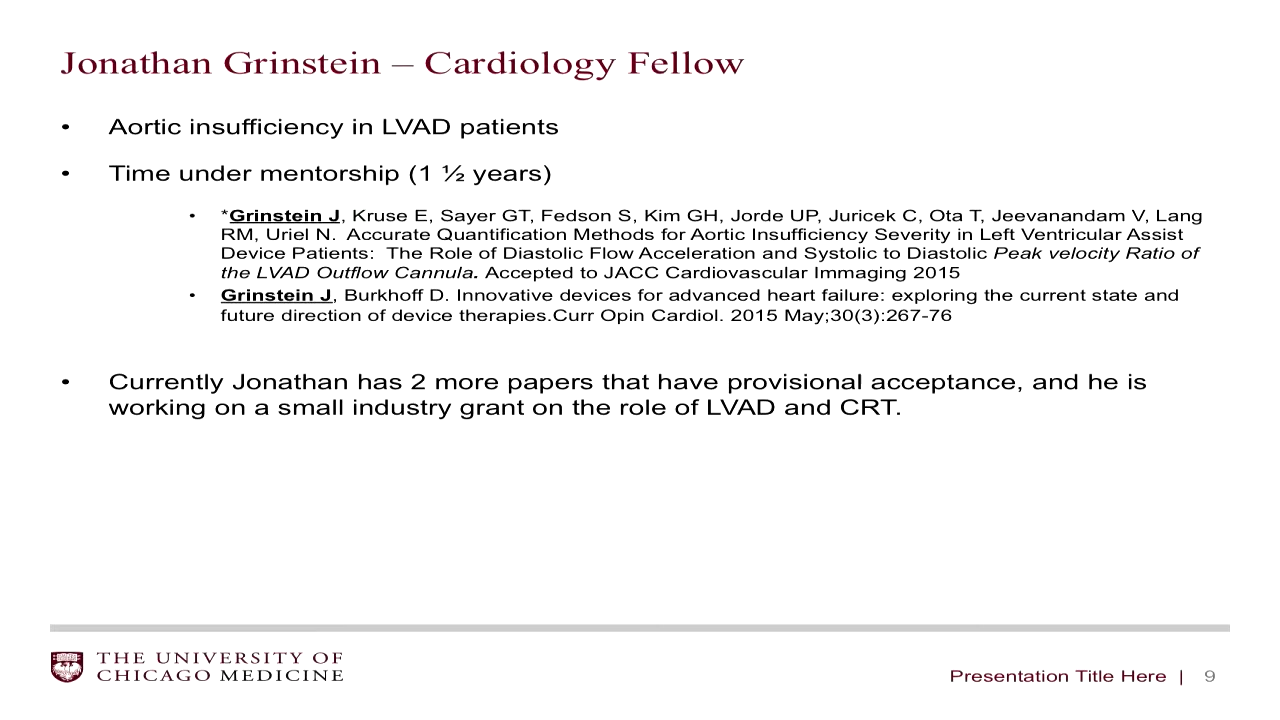 Jonathan Grinstein – Cardiology Fellow
• Aortic insufficiency in LVAD patients
• Time under mentorship (1 ½ years)
• *Grinstein J, Kruse E, Sayer GT, Fedson S, Kim GH, Jorde UP, Juricek C, Ota T, Jeevanandam V, Lang
RM, Uriel N.  Accurate Quantification Methods for Aortic Insufficiency Severity in Left Ventricular Assist
Device Patients:  The Role of Diastolic Flow Acceleration and Systolic to Diastolic Peak velocity Ratio of
the LVAD Outflow Cannula. Accepted to JACC Cardiovascular Immaging 2015
• Grinstein J, Burkhoff D. Innovative devices for advanced heart failure: exploring the current state and
future direction of device therapies.Curr Opin Cardiol. 2015 May;30(3):267-76
• Currently Jonathan has 2 more papers that have provisional acceptance, and he is
working on a small industry grant on the role of LVAD and CRT.
THE UNIVERSITY OF
CHICAGO MEDICINE
Presentation Title Here | 9